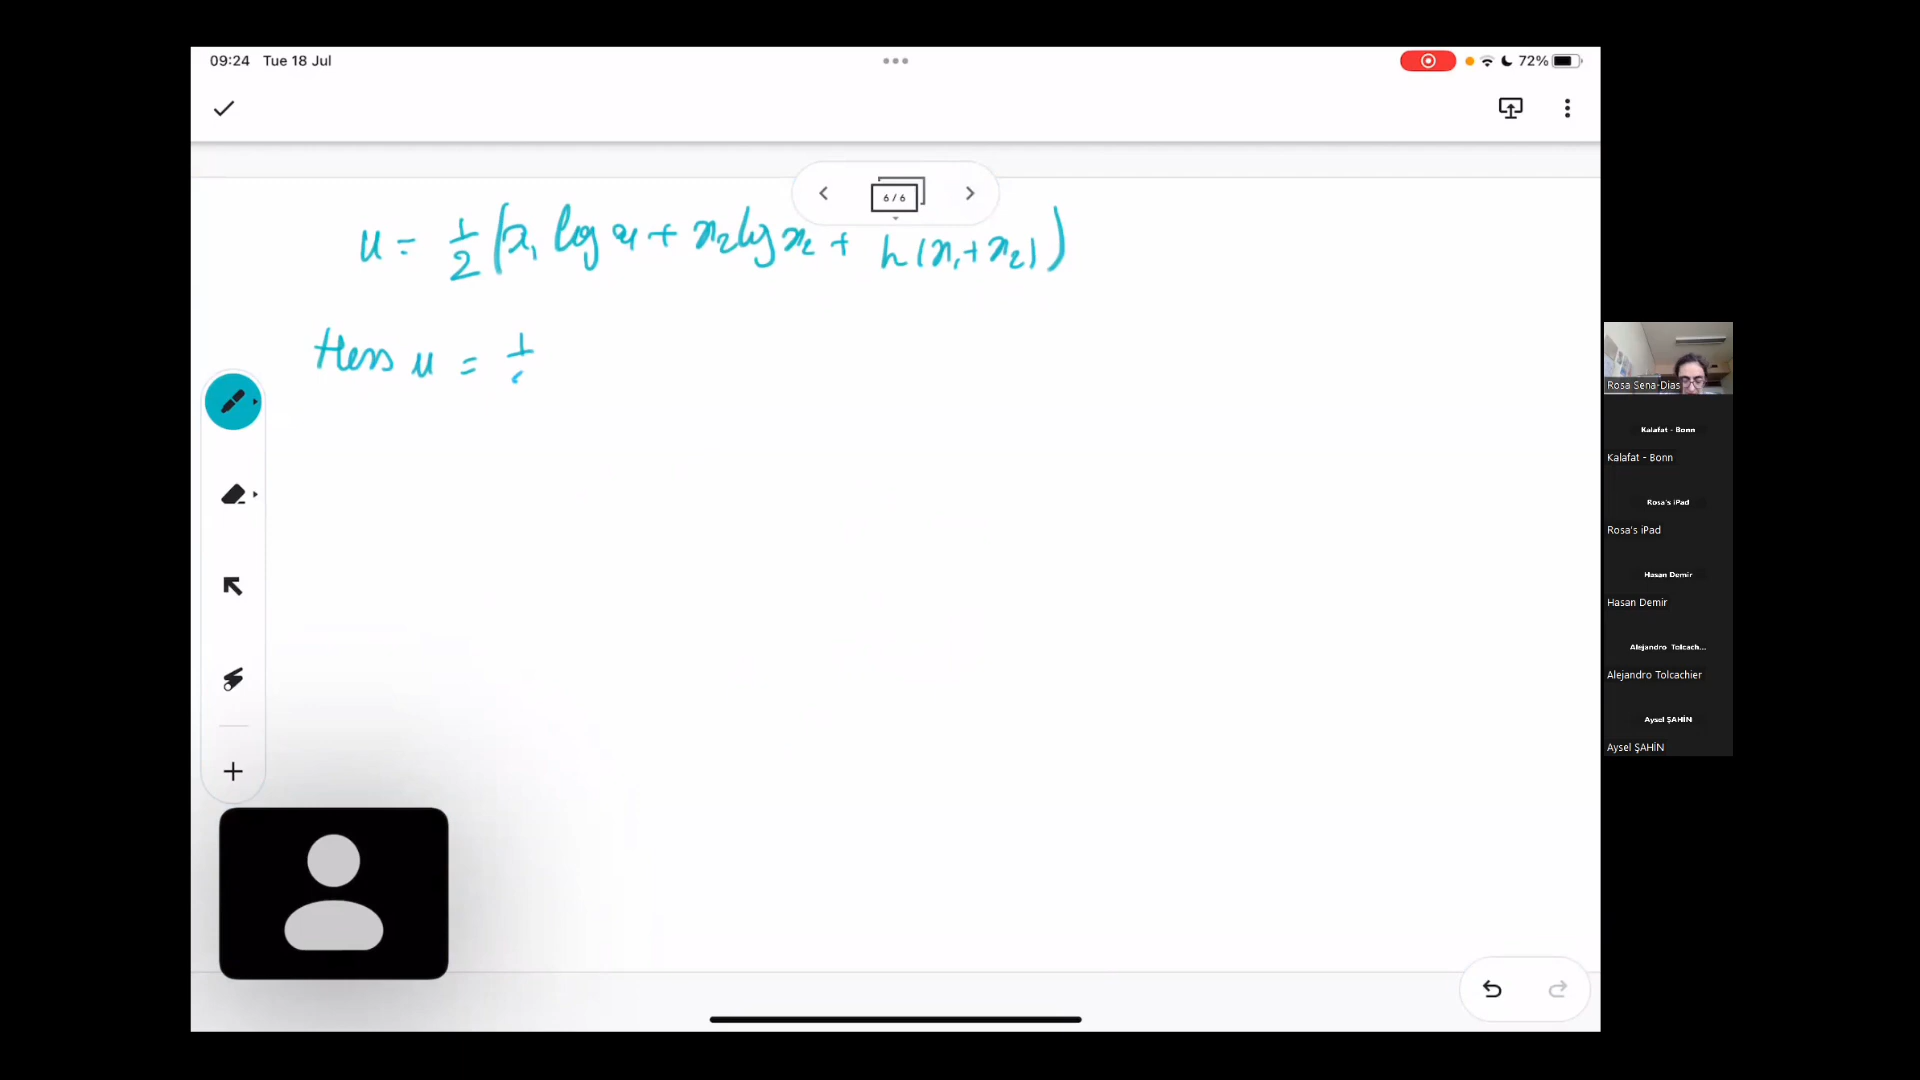 09:24 Tue 18 Jul
72%
6 / 6
u = 1/2 (x₁ log x₁ + x₂ log x₂ + h(x₁+x₂))
Hess u = 1
Rosa Sena-Dias
Kalafat - Bonn
Kalafat - Bonn
Rosa's iPad
Rosa's iPad
Hasan Demir
Hasan Demir
Alejandro Tolcach...
Alejandro Tolcachier
Aysel ŞAHİN
Aysel ŞAHİN